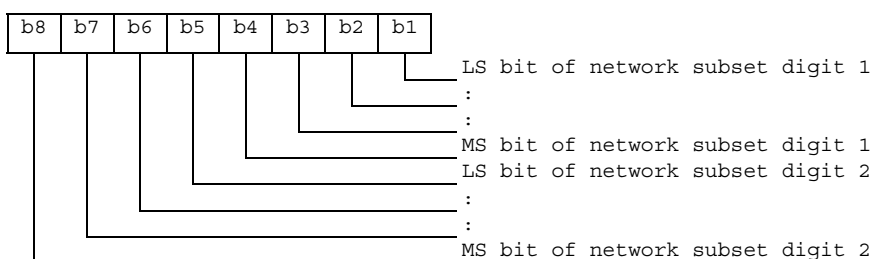 b8 b7 b6 b5 b4 b3 b2 b1
LS bit of network subset digit 1
:
:
MS bit of network subset digit 1
LS bit of network subset digit 2
:
:
MS bit of network subset digit 2